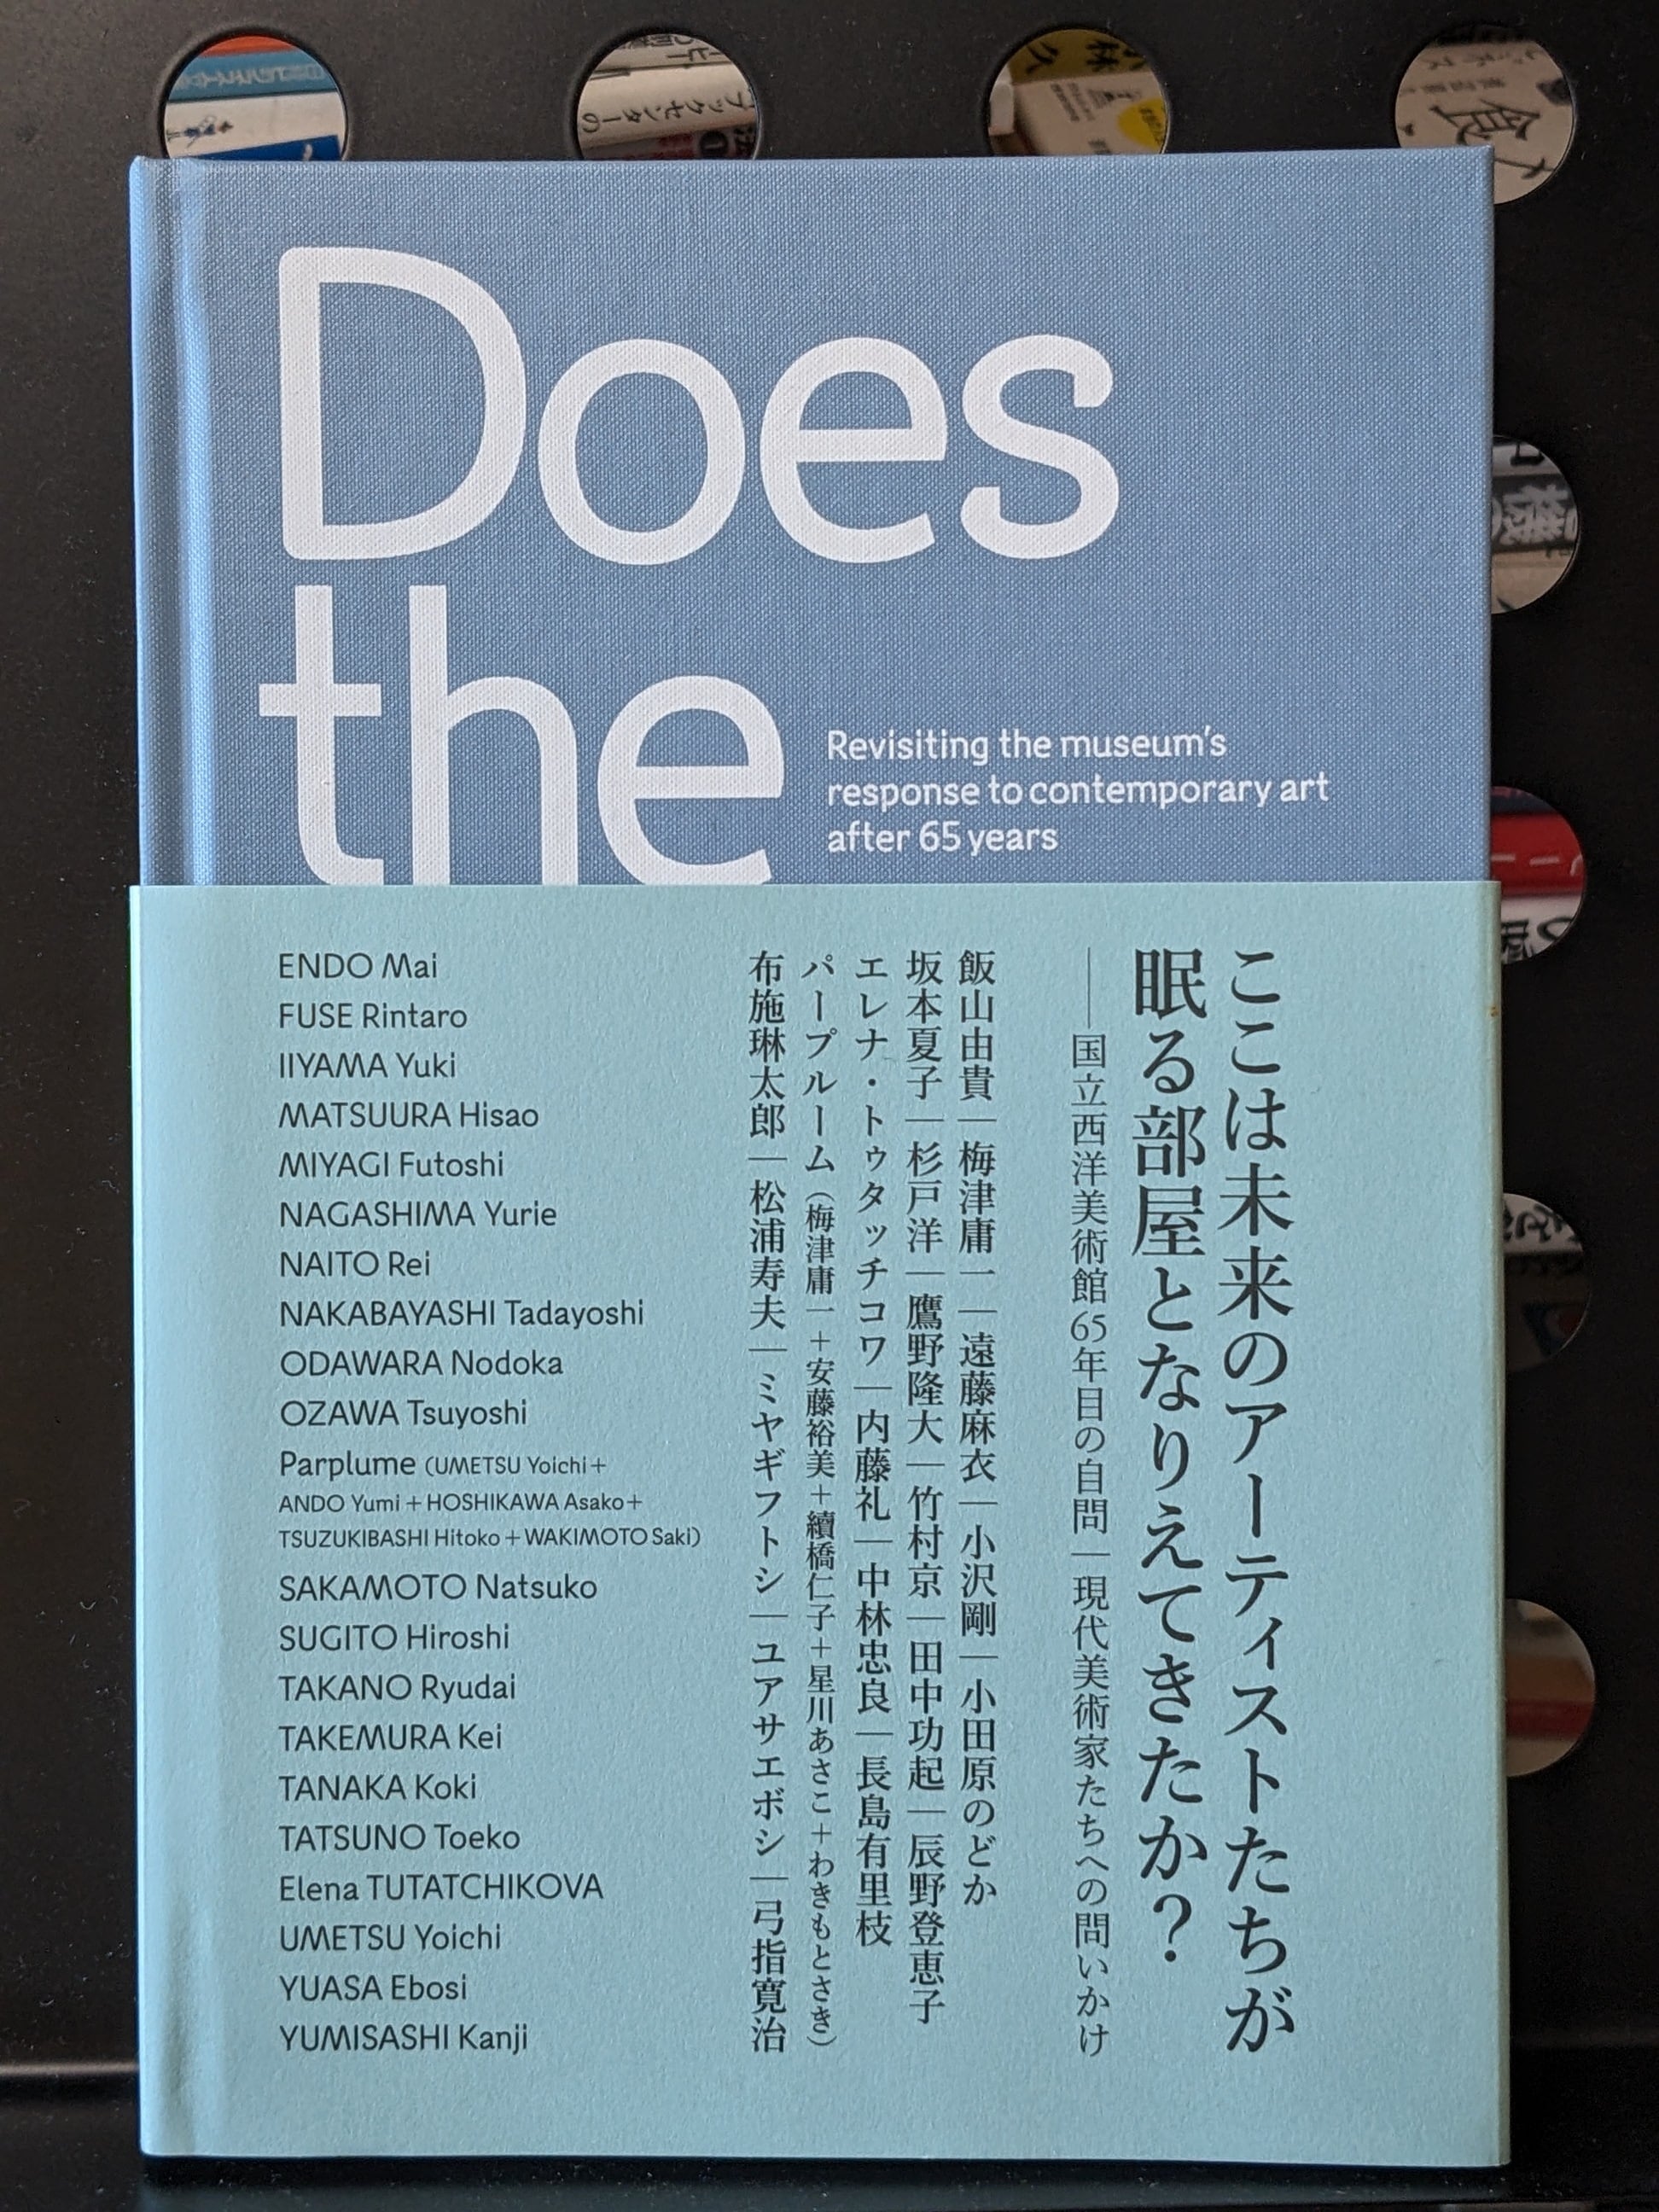 Does
the
Revisiting the museum's
response to contemporary art
after 65 years
ここは未来のアーティストたちが
眠る部屋となりえてきたか？
──国立西洋美術館65年目の自問｜現代美術家たちへの問いかけ
飯山由貴｜梅津庸一｜遠藤麻衣｜小沢剛｜小田原のどか
坂本夏子｜杉戸洋｜鷹野隆大｜竹村京｜田中功起｜辰野登恵子
エレナ・トゥタッチコワ｜内藤礼｜中林忠良｜長島有里枝
パープルーム（梅津庸一＋安藤裕美＋續橋仁子＋星川あさこ＋わきもとさき）
布施琳太郎｜松浦寿夫｜ミヤギフトシ｜ユアサエボシ｜弓指寛治
ENDO Mai
FUSE Rintaro
IIYAMA Yuki
MATSUURA Hisao
MIYAGI Futoshi
NAGASHIMA Yurie
NAITO Rei
NAKABAYASHI Tadayoshi
ODAWARA Nodoka
OZAWA Tsuyoshi
Parplume (UMETSU Yoichi+
ANDO Yumi+HOSHIKAWA Asako+
TSUZUKIBASHI Hitoko+WAKIMOTO Saki)
SAKAMOTO Natsuko
SUGITO Hiroshi
TAKANO Ryudai
TAKEMURA Kei
TANAKA Koki
TATSUNO Toeko
Elena TUTATCHIKOVA
UMETSU Yoichi
YUASA Ebosi
YUMISASHI Kanji
ブックセンターの